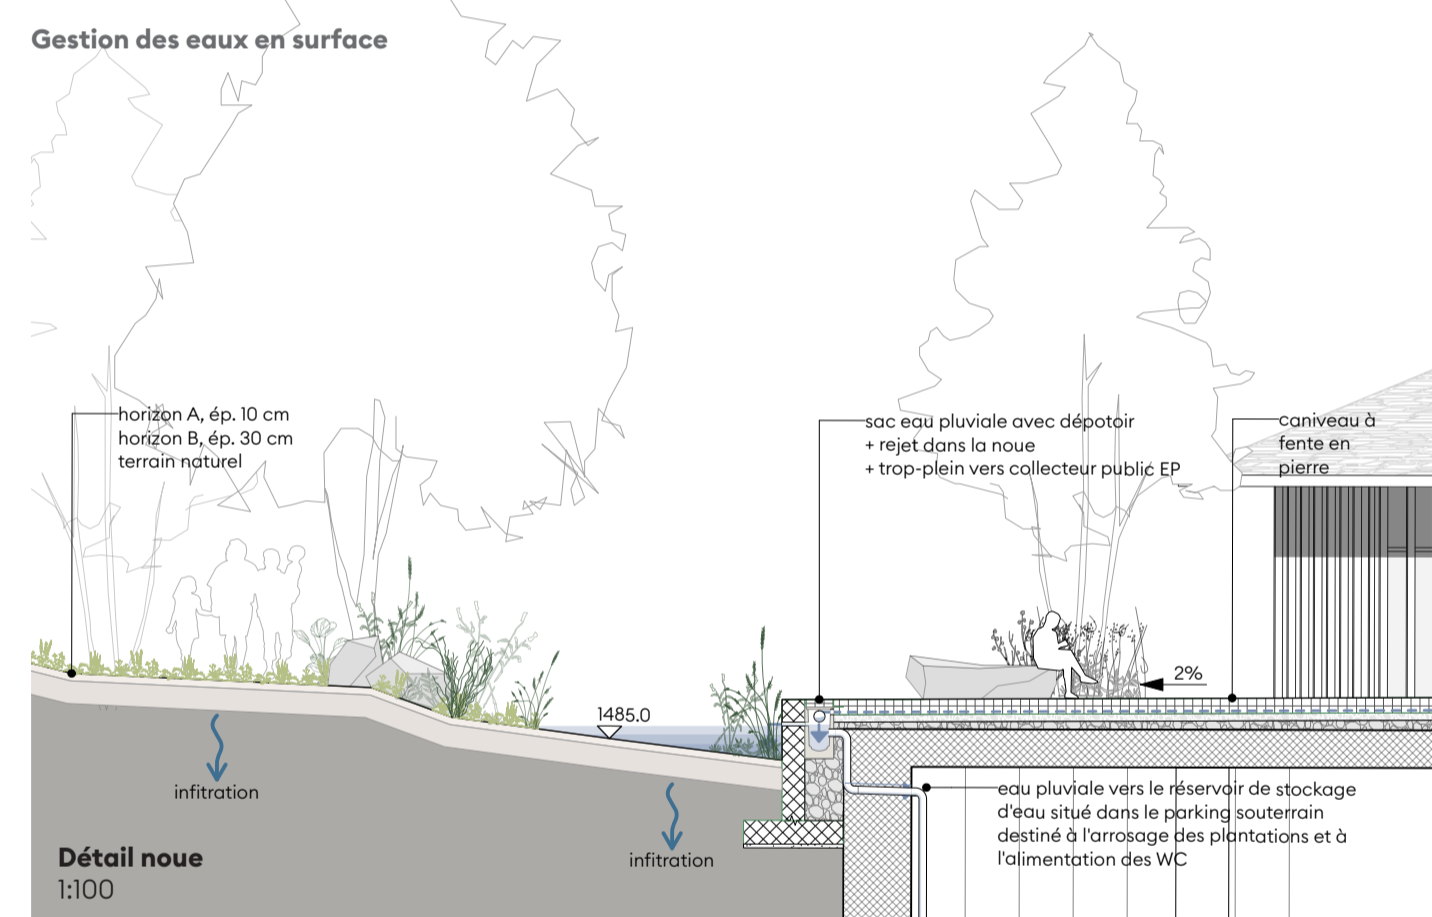 Gestion des eaux en surface
horizon A, ép. 10 cm
horizon B, ép. 30 cm
terrain naturel
sac eau pluviale avec dépotoir
+ rejet dans la noue
+ trop-plein vers collecteur public EP
caniveau à
fente en
pierre
2%
1485.0
infitration
infitration
eau pluviale vers le réservoir de stockage
d'eau situé dans le parking souterrain
destiné à l'arrosage des plantations et à
l'alimentation des WC
Détail noue
1:100